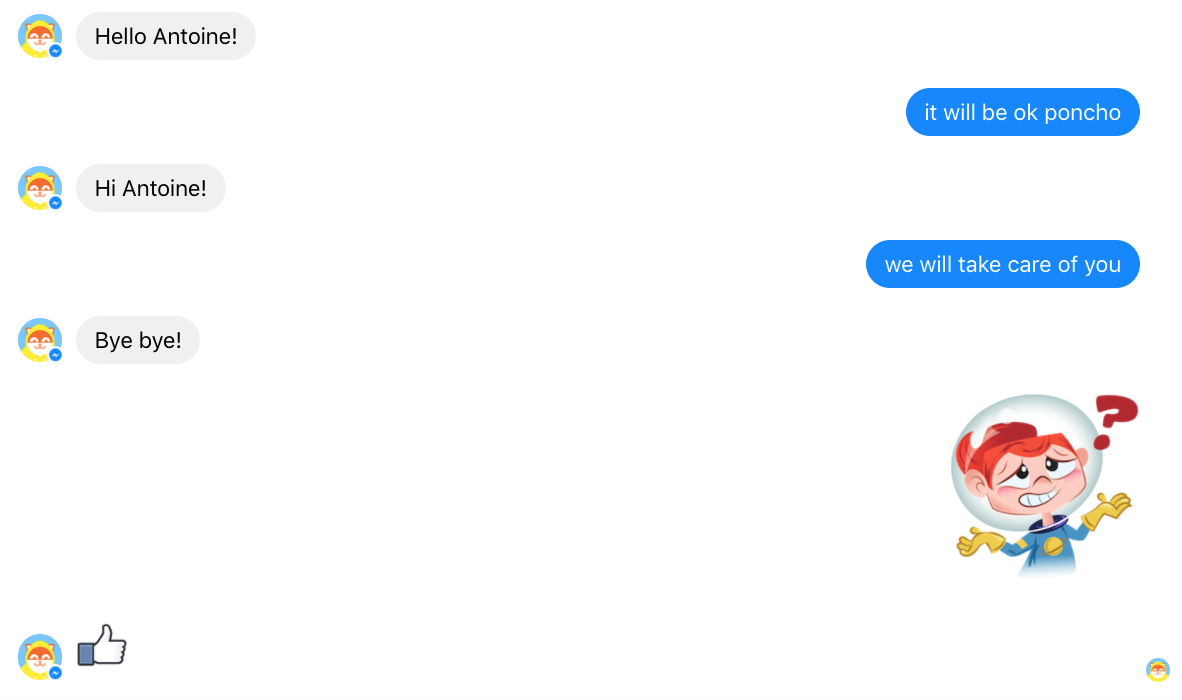 Hello Antoine!
it will be ok poncho
Hi Antoine!
we will take care of you
Bye bye!
?